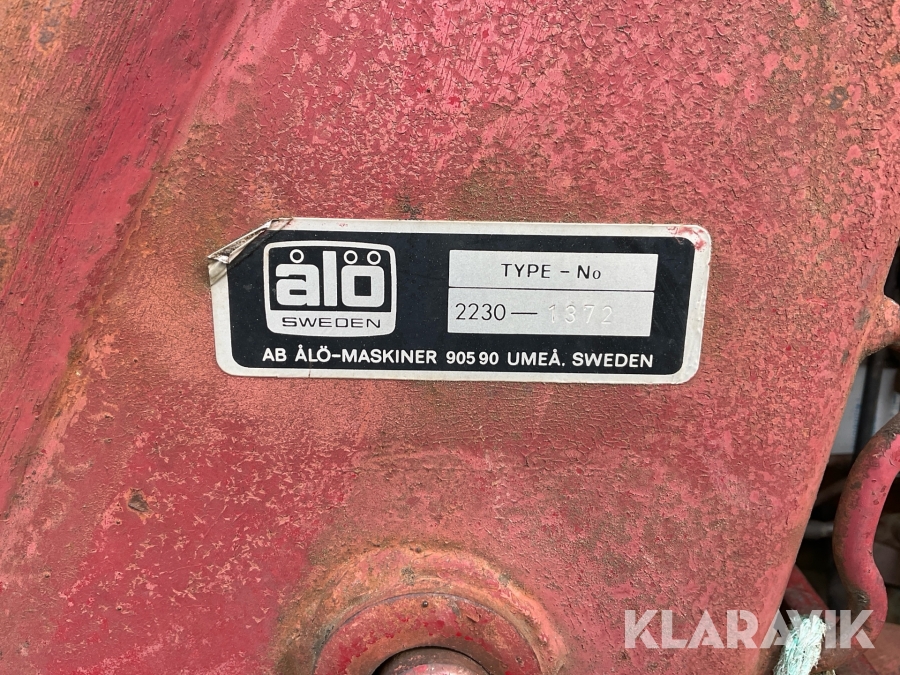 ålö
SWEDEN
TYPE - No
2230 — 1372
AB ÅLÖ-MASKINER 905 90 UMEÅ. SWEDEN
KLARAVIK